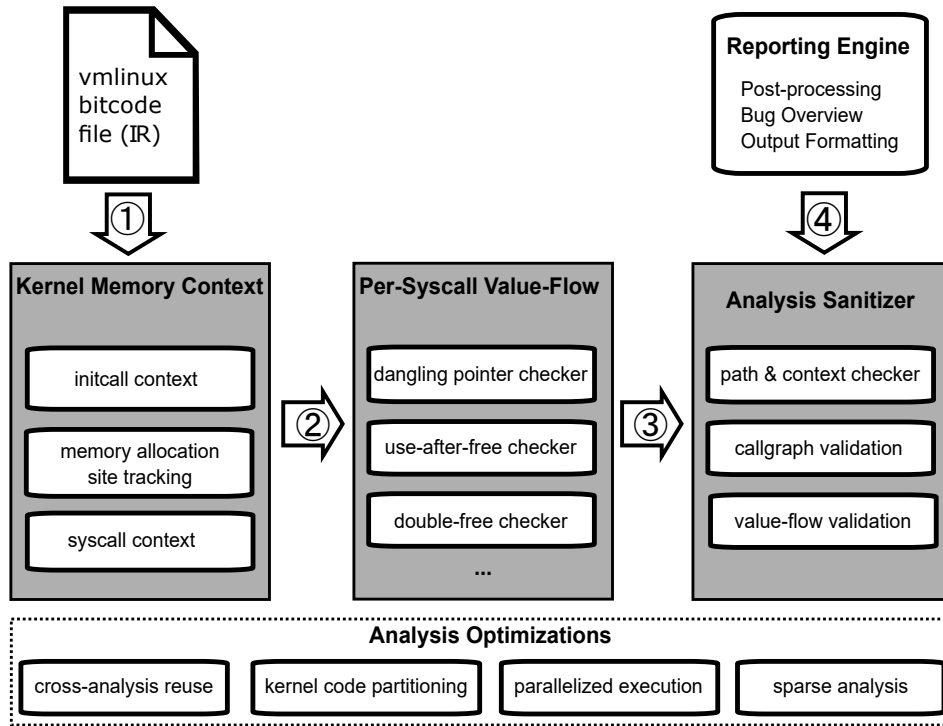 vmlinux
bitcode
file (IR)
Reporting Engine
Post-processing
Bug Overview
Output Formatting
①
④
Kernel Memory Context
initcall context
memory allocation
site tracking
syscall context
②
Per-Syscall Value-Flow
dangling pointer checker
use-after-free checker
double-free checker
...
③
Analysis Sanitizer
path & context checker
callgraph validation
value-flow validation
Analysis Optimizations
cross-analysis reuse
kernel code partitioning
parallelized execution
sparse analysis